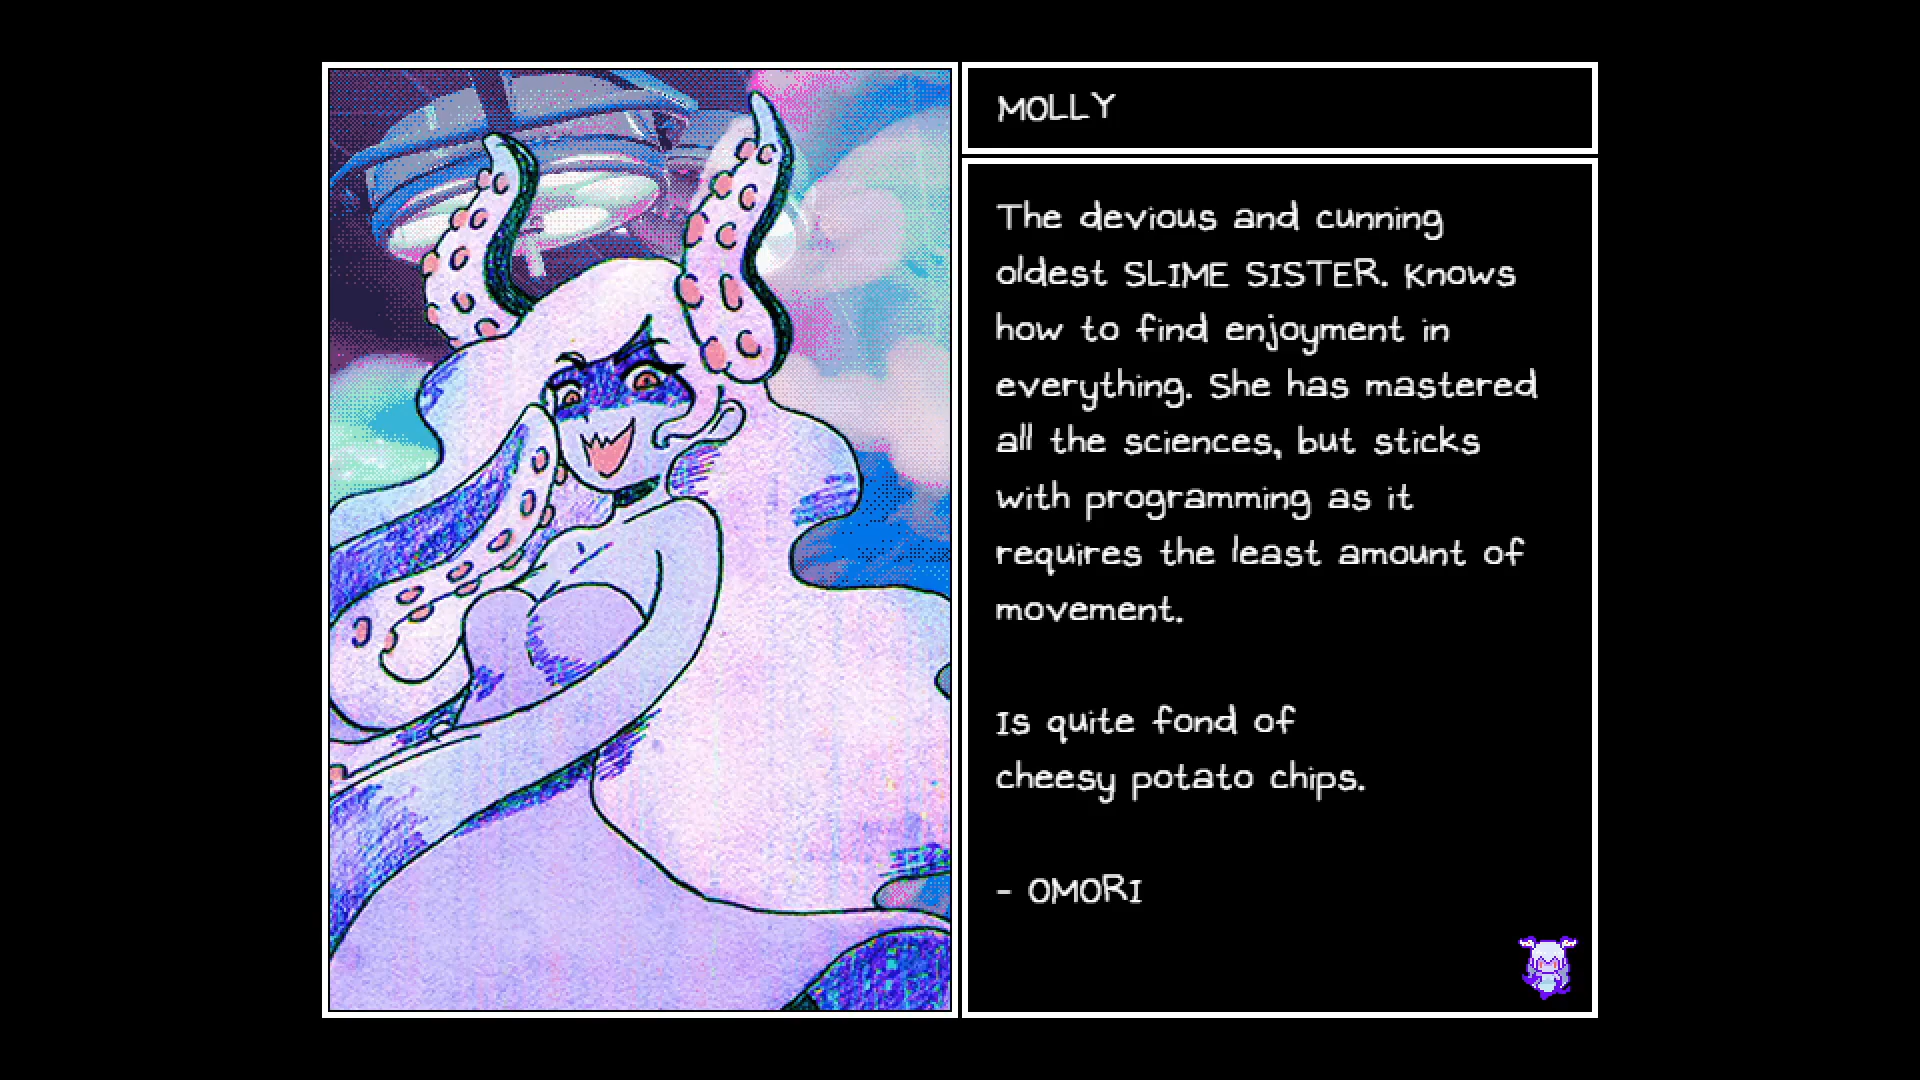 MOLLY
The devious and cunning
oldest SLIME SISTER. Knows
how to find enjoyment in
everything. She has mastered
all the sciences, but sticks
with programming as it
requires the least amount of
movement.
Is quite fond of
cheesy potato chips.
- OMORI